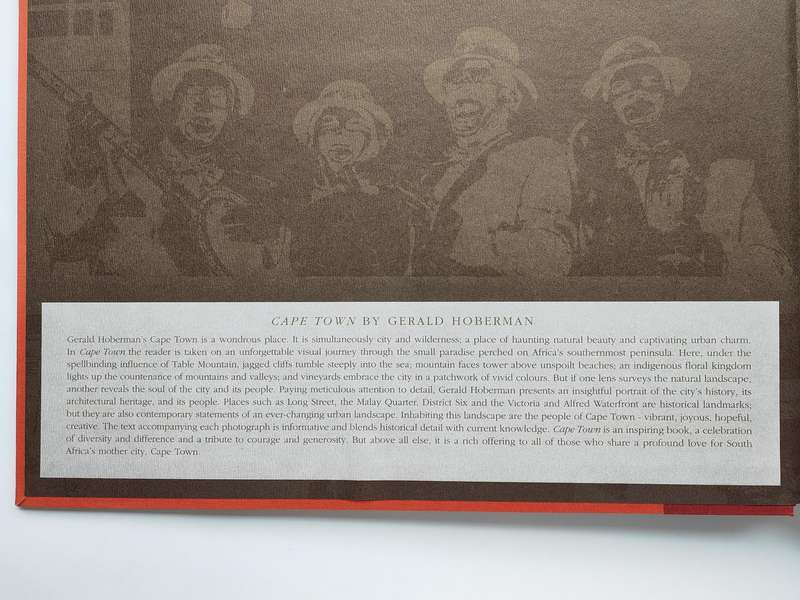 CAPE TOWN BY GERALD HOBERMAN
Gerald Hoberman's Cape Town is a wondrous place. It is simultaneously city and wilderness; a place of haunting natural beauty and captivating urban charm.
In Cape Town the reader is taken on an unforgettable visual journey through the small paradise perched on Africa's southernmost peninsula. Here, under the
spellbinding influence of Table Mountain, jagged cliffs tumble steeply into the sea; mountain faces tower above unspoilt beaches; an indigenous floral kingdom
lights up the countenance of mountains and valleys; and vineyards embrace the city in a patchwork of vivid colours. But if one lens surveys the natural landscape,
another reveals the soul of the city and its people. Paying meticulous attention to detail, Gerald Hoberman presents an insightful portrait of the city's history, its
architectural heritage, and its people. Places such as Long Street, the Malay Quarter, District Six and the Victoria and Alfred Waterfront are historical landmarks;
but they are also contemporary statements of an ever-changing urban landscape. Inhabiting this landscape are the people of Cape Town - vibrant, joyous, hopeful,
creative. The text accompanying each photograph is informative and blends historical detail with current knowledge. Cape Town is an inspiring book, a celebration
of diversity and difference and a tribute to courage and generosity. But above all else, it is a rich offering to all of those who share a profound love for South
Africa's mother city, Cape Town.